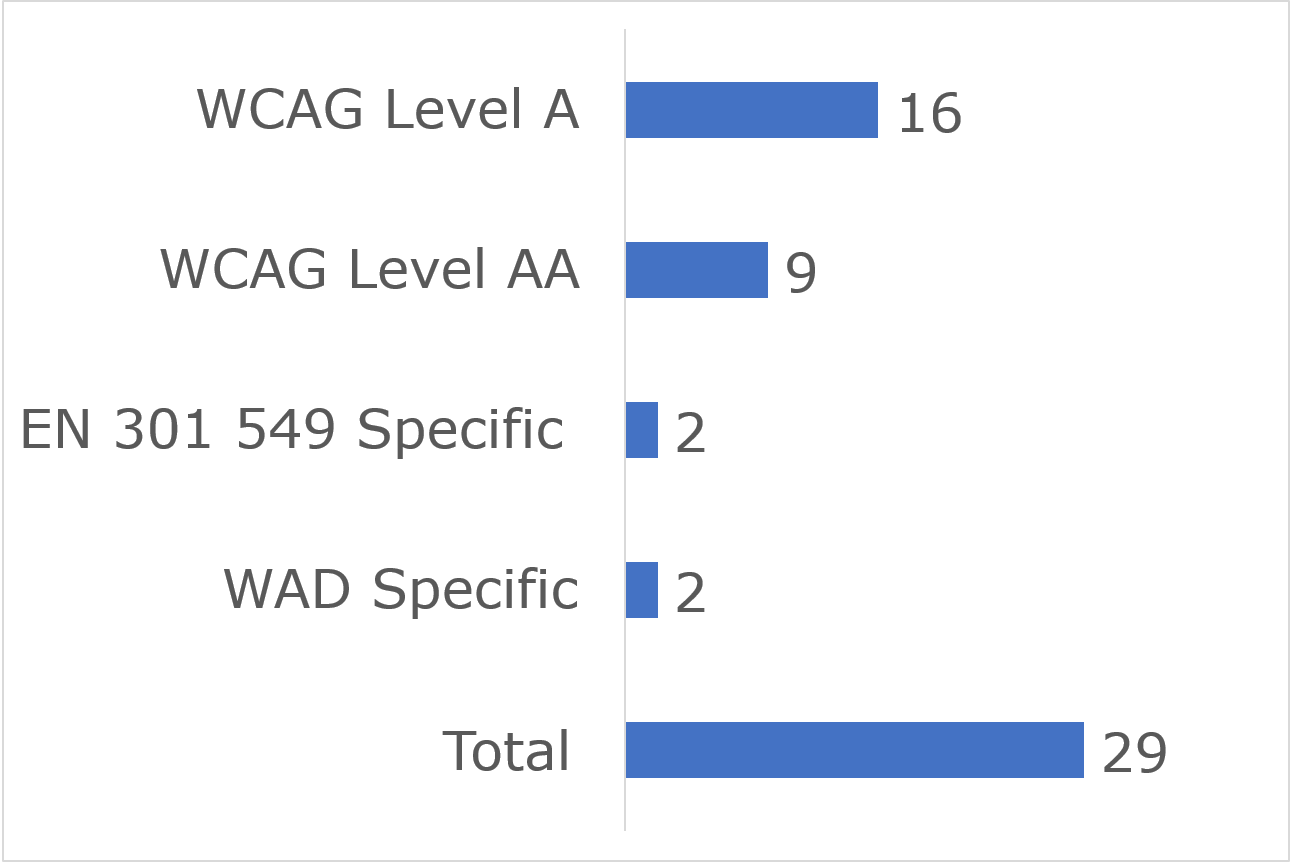 WCAG Level A 16
WCAG Level AA 9
EN 301 549 Specific 2
WAD Specific 2
Total 29